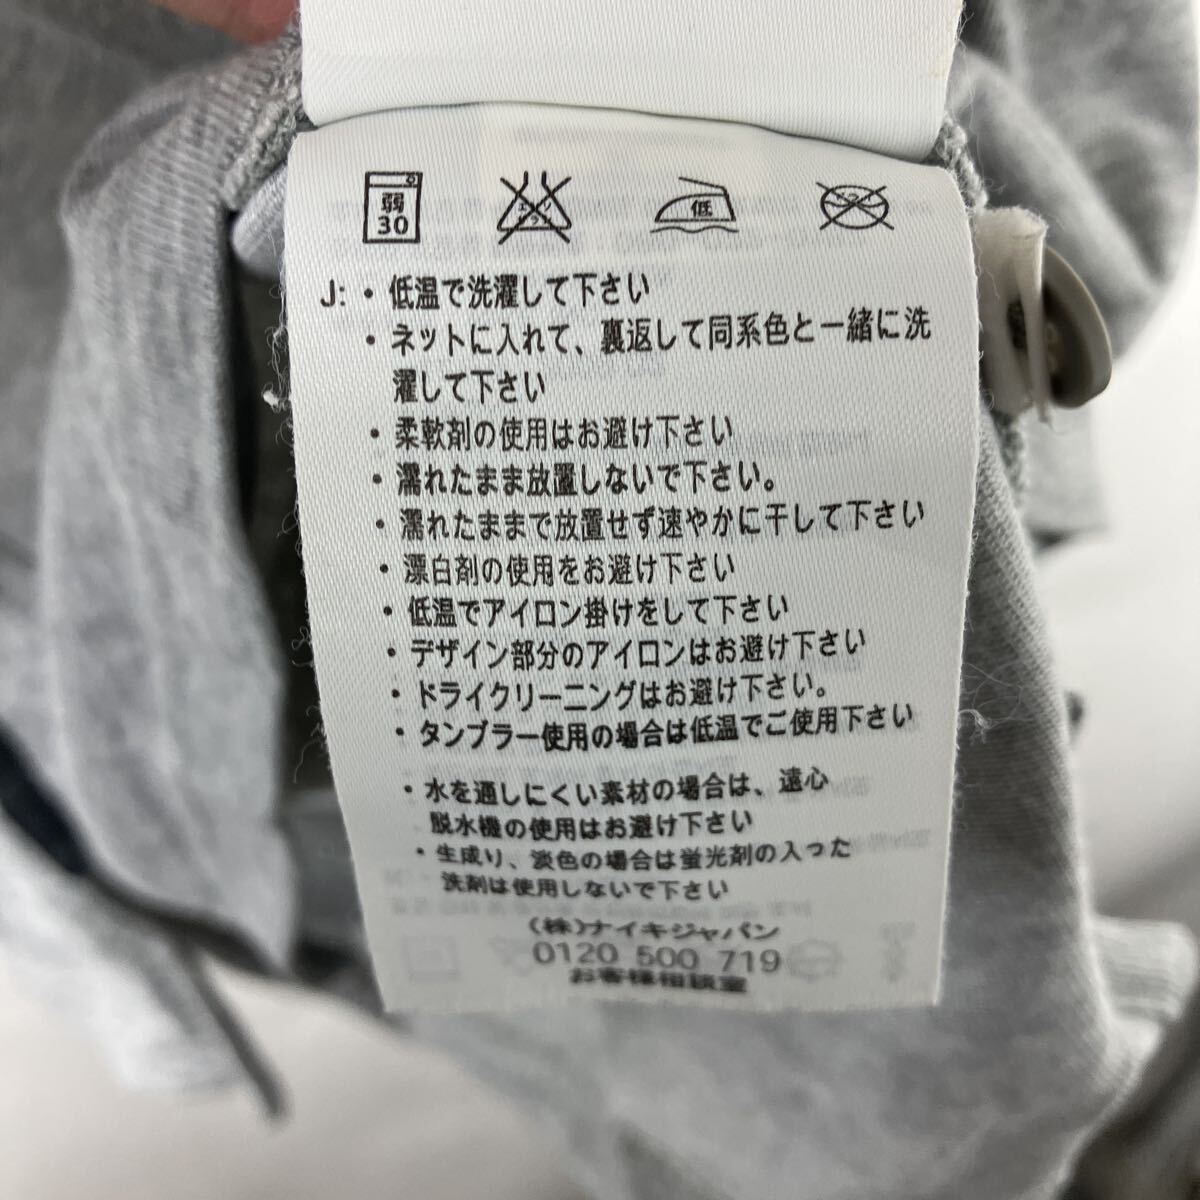 弱
30
エンソ
サラシ
低
ドライ
J: ・低温で洗濯して下さい
・ネットに入れて、裏返して同系色と一緒に洗
濯して下さい
・柔軟剤の使用はお避け下さい
・濡れたまま放置しないで下さい。
・濡れたままで放置せず速やかに干して下さい
・漂白剤の使用をお避け下さい
・低温でアイロン掛けをして下さい
・デザイン部分のアイロンはお避け下さい
・ドライクリーニングはお避け下さい。
・タンブラー使用の場合は低温でご使用下さい
・水を通しにくい素材の場合は、遠心
脱水機の使用はお避け下さい
・生成り、淡色の場合は蛍光剤の入った
洗剤は使用しないで下さい
(株)ナイキジャパン
0120 500 719
お客様相談室